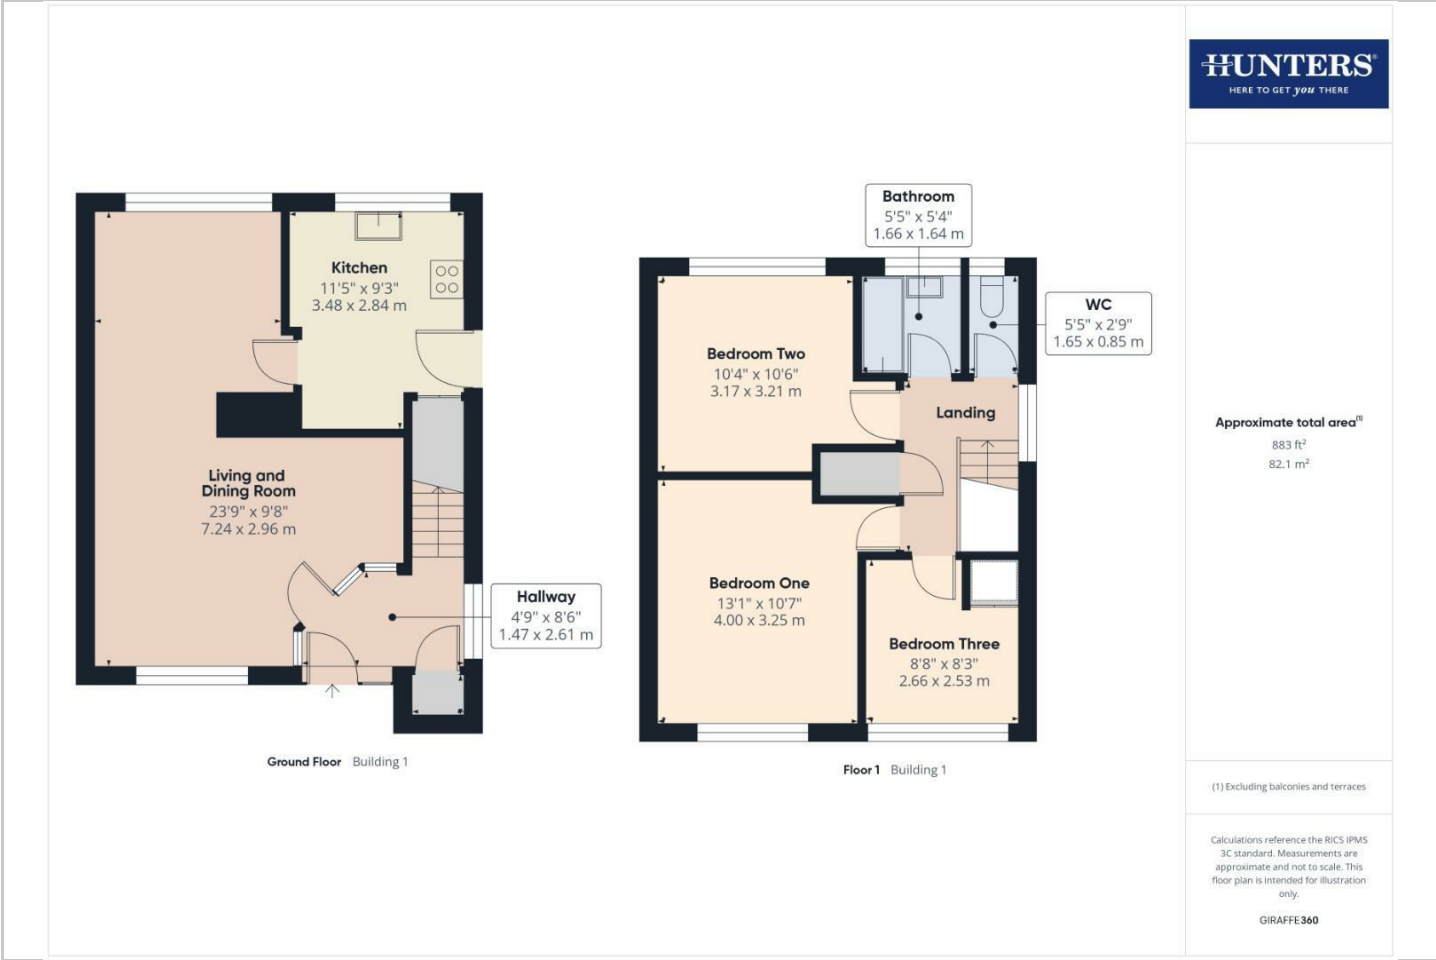 HUNTERS®
HERE TO GET you THERE
Bathroom
5'5" x 5'4"
1.66 x 1.64 m
Kitchen
11'5" x 9'3"
3.48 x 2.84 m
WC
5'5" x 2'9"
1.65 x 0.85 m
Bedroom Two
10'4" x 10'6"
3.17 x 3.21 m
Landing
Living and
Dining Room
23'9" x 9'8"
7.24 x 2.96 m
Hallway
4'9" x 8'6"
1.47 x 2.61 m
Bedroom One
13'1" x 10'7"
4.00 x 3.25 m
Bedroom Three
8'8" x 8'3"
2.66 x 2.53 m
Ground Floor Building 1
Floor 1 Building 1
Approximate total area(1)
883 ft²
82.1 m²
(1) Excluding balconies and terraces
Calculations reference the RICS IPMS
3C standard. Measurements are
approximate and not to scale. This
floor plan is intended for illustration
only.
GIRAFFE360